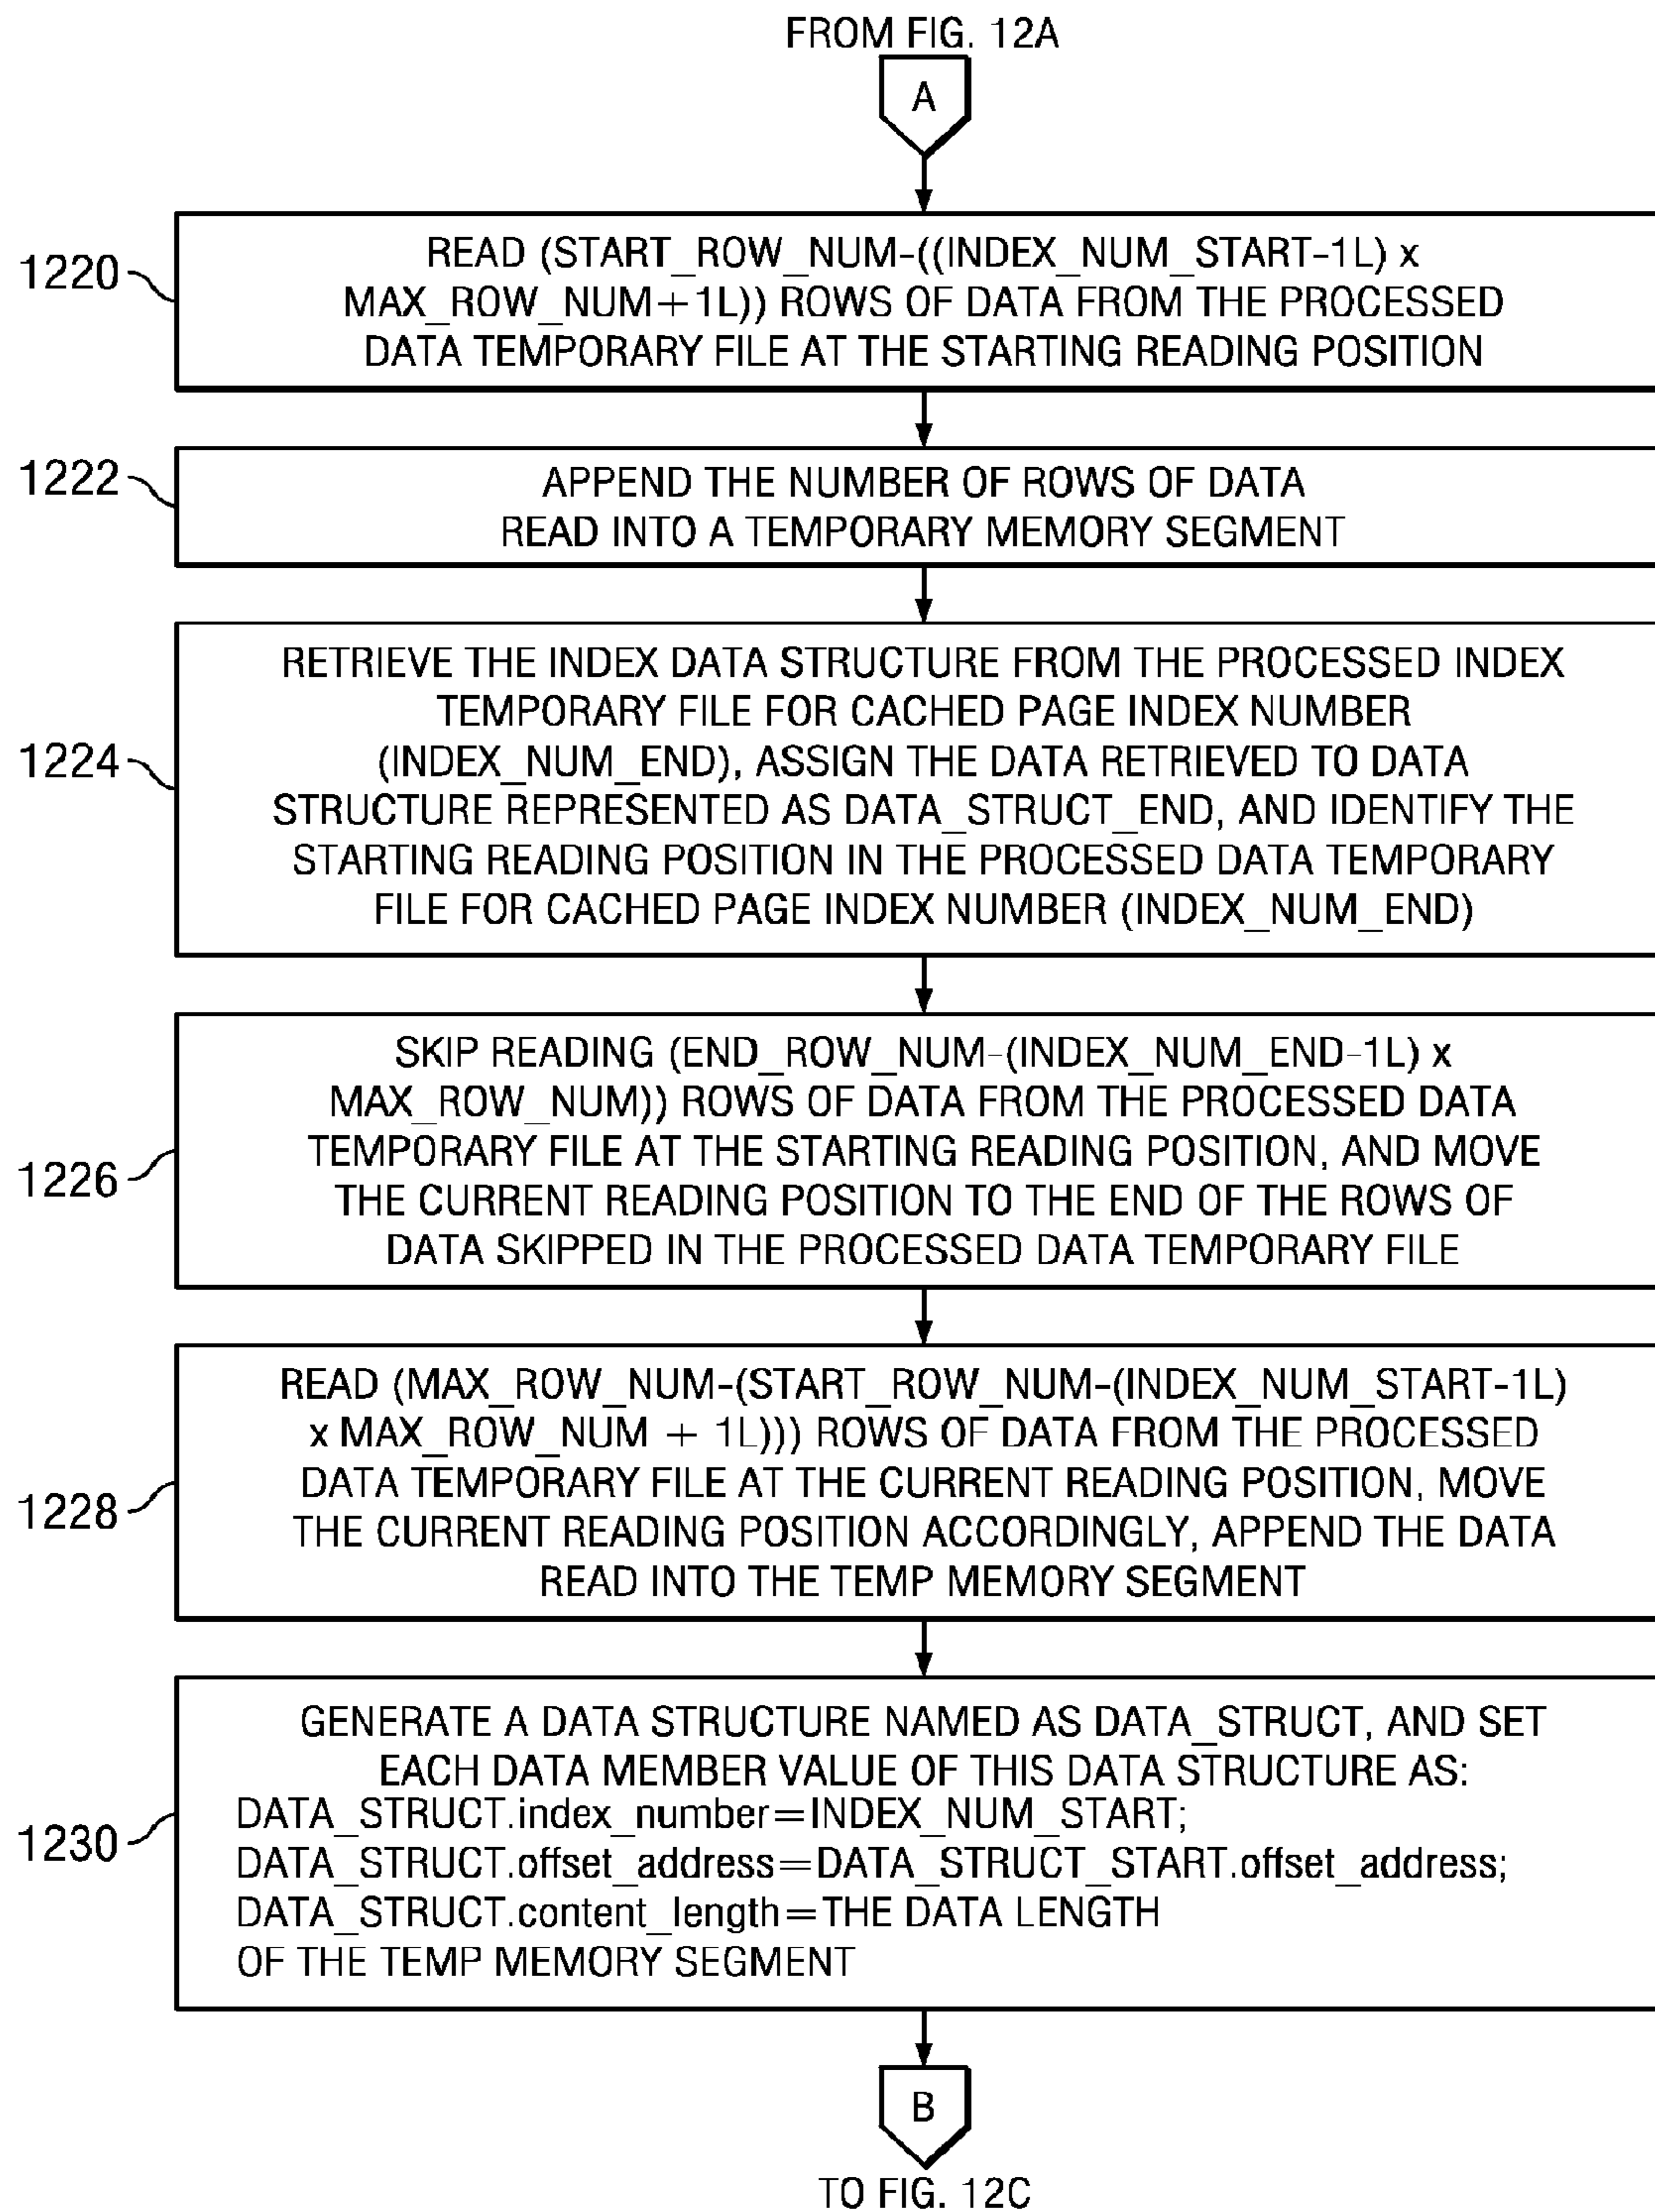 FROM FIG. 12A
A
1220
READ (START_ROW_NUM-((INDEX_NUM_START-1L) x
MAX_ROW_NUM+1L)) ROWS OF DATA FROM THE PROCESSED
DATA TEMPORARY FILE AT THE STARTING READING POSITION
1222
APPEND THE NUMBER OF ROWS OF DATA
READ INTO A TEMPORARY MEMORY SEGMENT
1224
RETRIEVE THE INDEX DATA STRUCTURE FROM THE PROCESSED INDEX
TEMPORARY FILE FOR CACHED PAGE INDEX NUMBER
(INDEX_NUM_END), ASSIGN THE DATA RETRIEVED TO DATA
STRUCTURE REPRESENTED AS DATA_STRUCT_END, AND IDENTIFY THE
STARTING READING POSITION IN THE PROCESSED DATA TEMPORARY
FILE FOR CACHED PAGE INDEX NUMBER (INDEX_NUM_END)
1226
SKIP READING (END_ROW_NUM-(INDEX_NUM_END-1L) x
MAX_ROW_NUM)) ROWS OF DATA FROM THE PROCESSED DATA
TEMPORARY FILE AT THE STARTING READING POSITION, AND MOVE
THE CURRENT READING POSITION TO THE END OF THE ROWS OF
DATA SKIPPED IN THE PROCESSED DATA TEMPORARY FILE
1228
READ (MAX_ROW_NUM-(START_ROW_NUM-(INDEX_NUM_START-1L)
x MAX_ROW_NUM + 1L))) ROWS OF DATA FROM THE PROCESSED
DATA TEMPORARY FILE AT THE CURRENT READING POSITION, MOVE
THE CURRENT READING POSITION ACCORDINGLY, APPEND THE DATA
READ INTO THE TEMP MEMORY SEGMENT
1230
GENERATE A DATA STRUCTURE NAMED AS DATA_STRUCT, AND SET
EACH DATA MEMBER VALUE OF THIS DATA STRUCTURE AS:
DATA_STRUCT.index_number=INDEX_NUM_START;
DATA_STRUCT.offset_address=DATA_STRUCT_START.offset_address;
DATA_STRUCT.content_length=THE DATA LENGTH
OF THE TEMP MEMORY SEGMENT
B
TO FIG. 12C